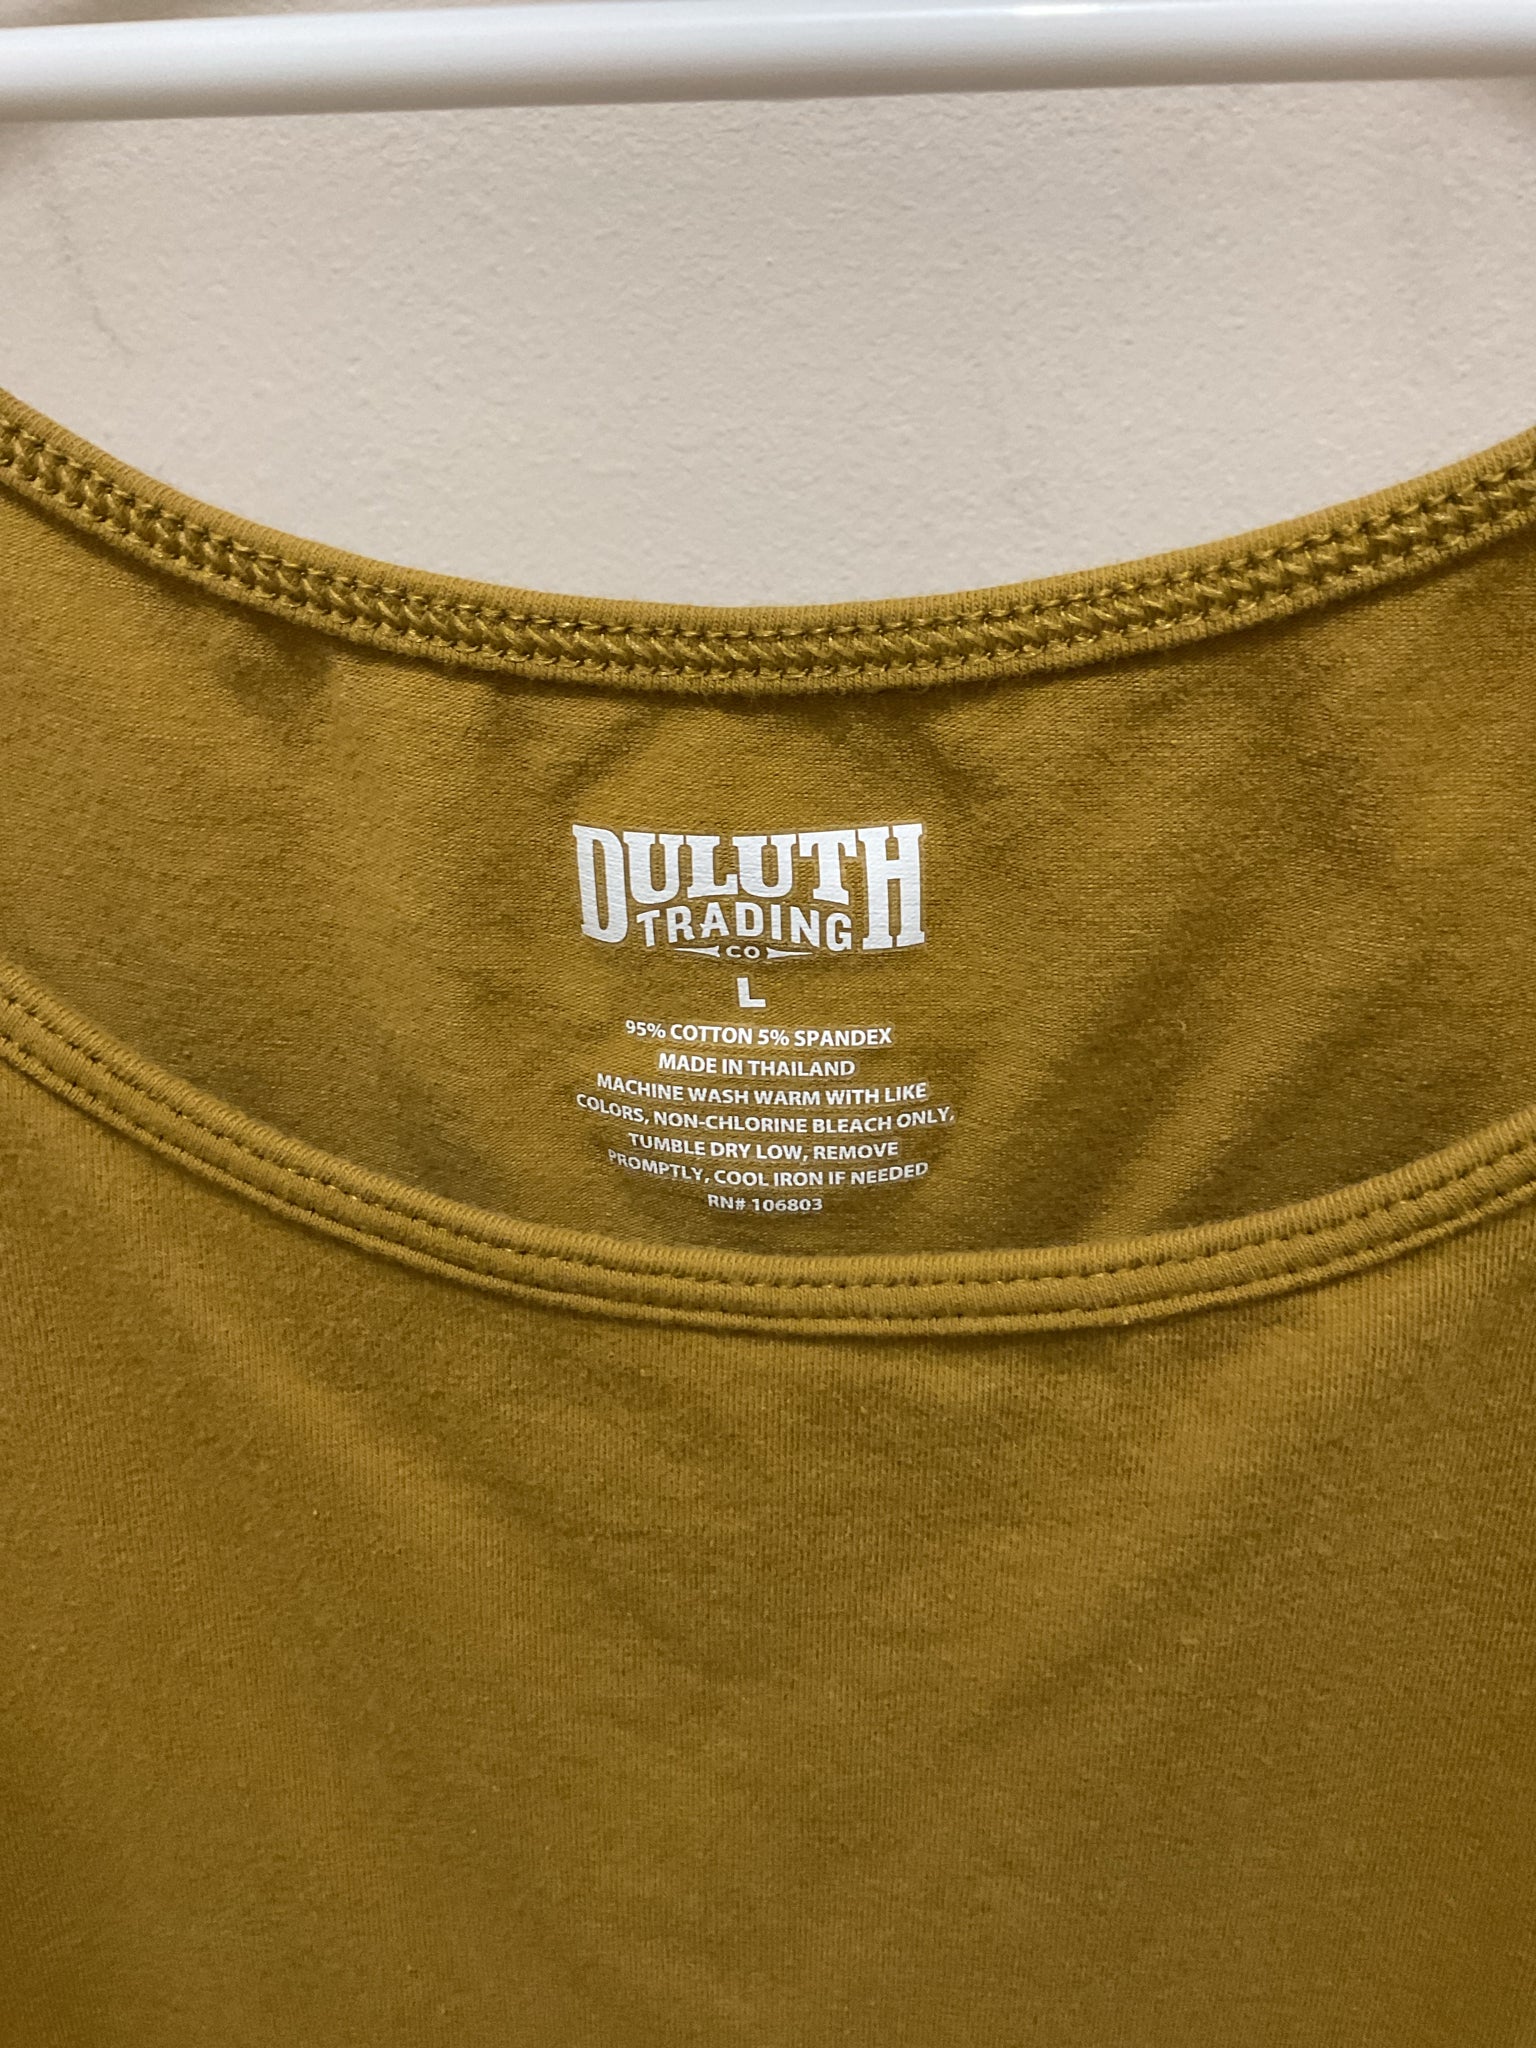 DULUTH
TRADING
CO
L
95% COTTON 5% SPANDEX
MADE IN THAILAND
MACHINE WASH WARM WITH LIKE
COLORS, NON-CHLORINE BLEACH ONLY,
TUMBLE DRY LOW, REMOVE
PROMPTLY, COOL IRON IF NEEDED
RN# 106803